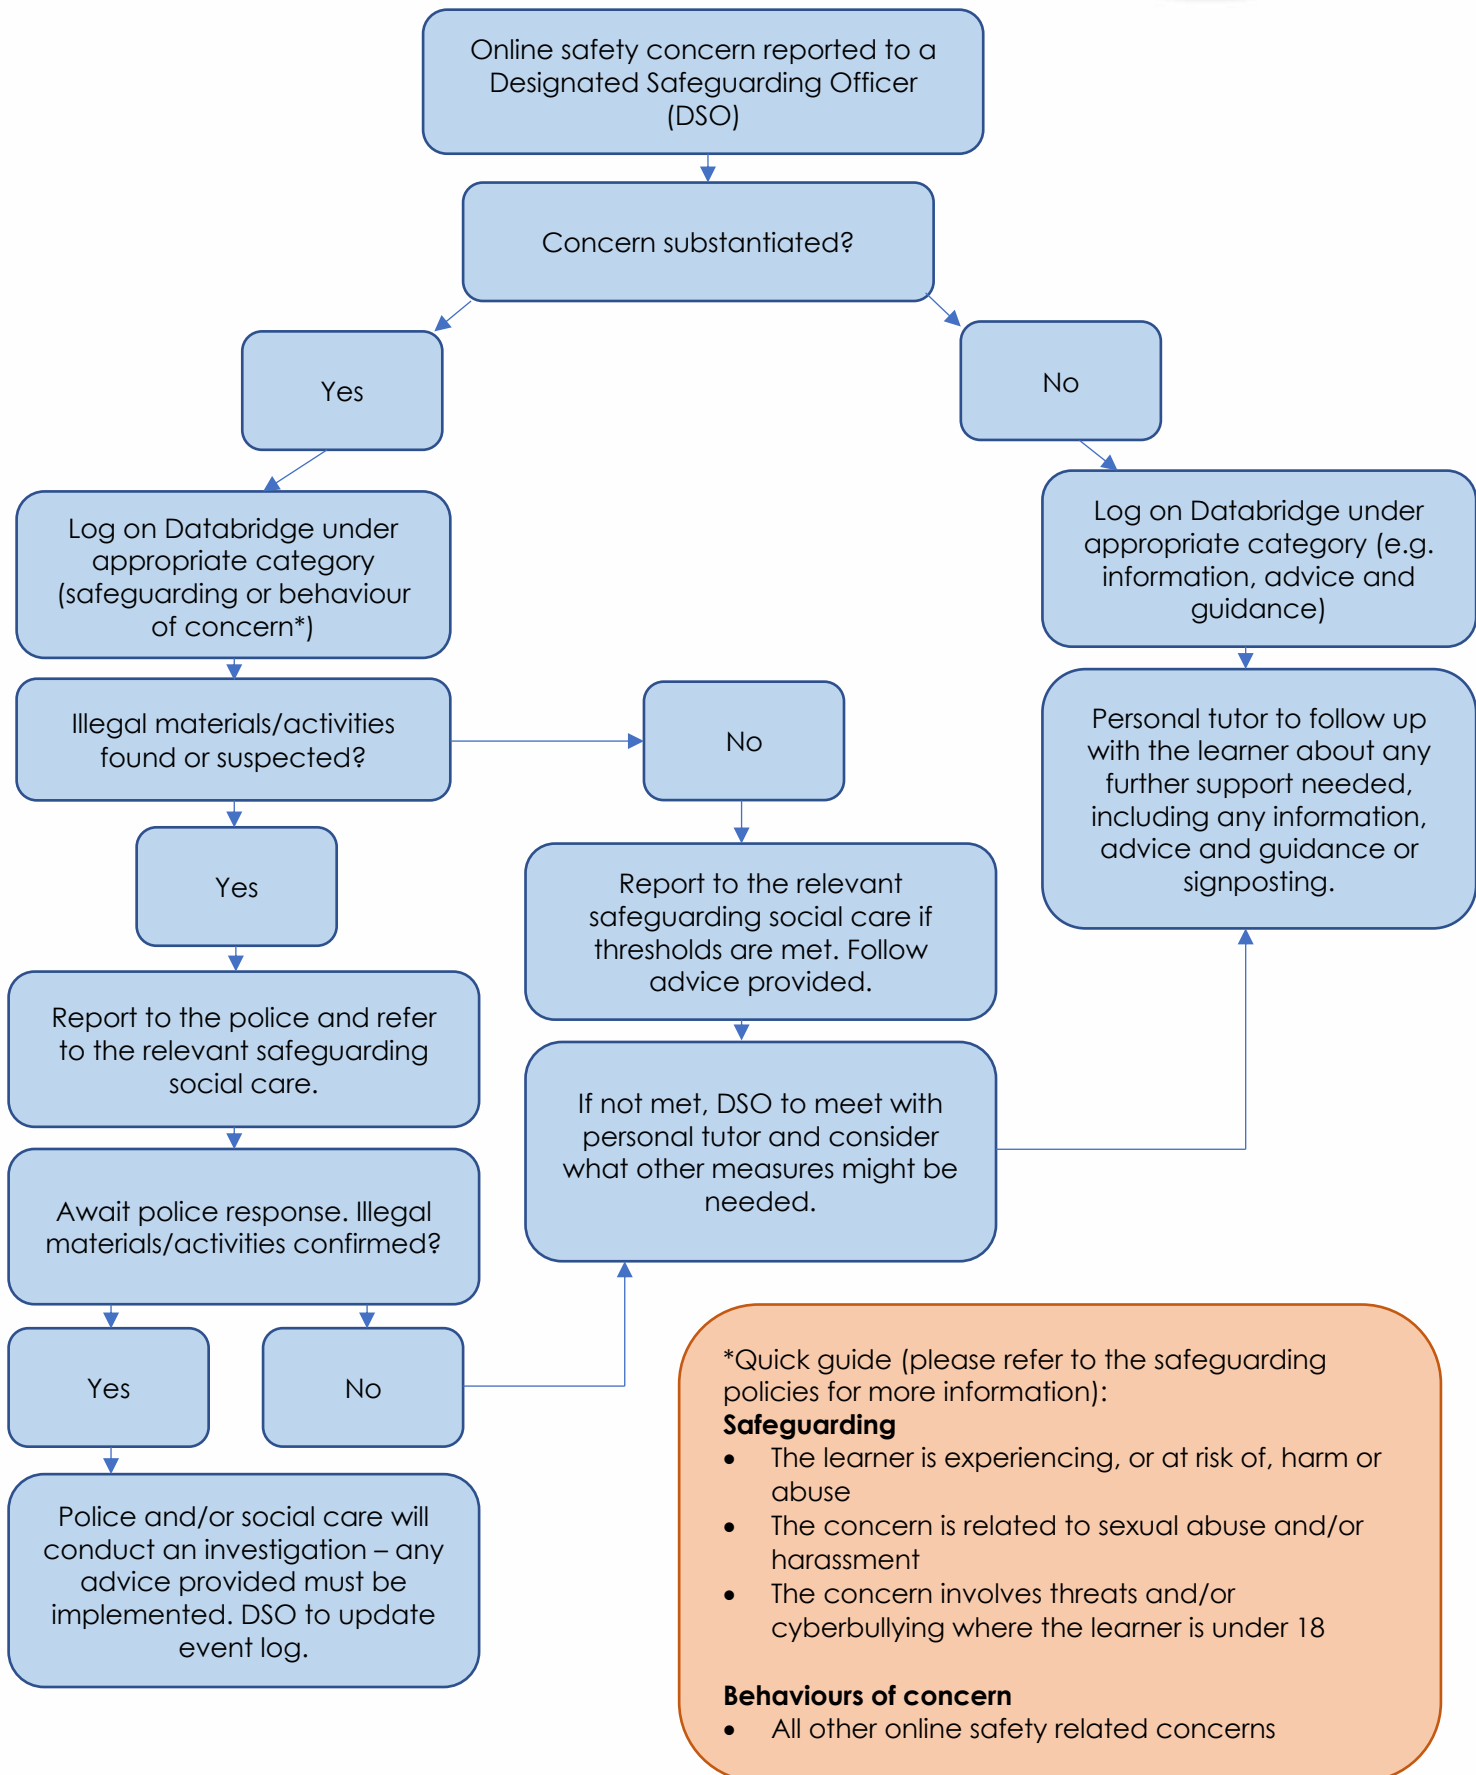 Online safety concern reported to a
Designated Safeguarding Officer
(DSO)
Concern substantiated?
Yes
No
Log on Databridge under
appropriate category
(safeguarding or behaviour
of concern*)
Log on Databridge under
appropriate category (e.g.
information, advice and
guidance)
Illegal materials/activities
found or suspected?
No
Personal tutor to follow up
with the learner about any
further support needed,
including any information,
advice and guidance or
signposting.
Yes
Report to the relevant
safeguarding social care if
thresholds are met. Follow
advice provided.
Report to the police and refer
to the relevant safeguarding
social care.
If not met, DSO to meet with
personal tutor and consider
what other measures might be
needed.
Await police response. Illegal
materials/activities confirmed?
Yes
No
Police and/or social care will
conduct an investigation – any
advice provided must be
implemented. DSO to update
event log.
*Quick guide (please refer to the safeguarding
policies for more information):
Safeguarding
• The learner is experiencing, or at risk of, harm or
abuse
• The concern is related to sexual abuse and/or
harassment
• The concern involves threats and/or
cyberbullying where the learner is under 18
Behaviours of concern
• All other online safety related concerns